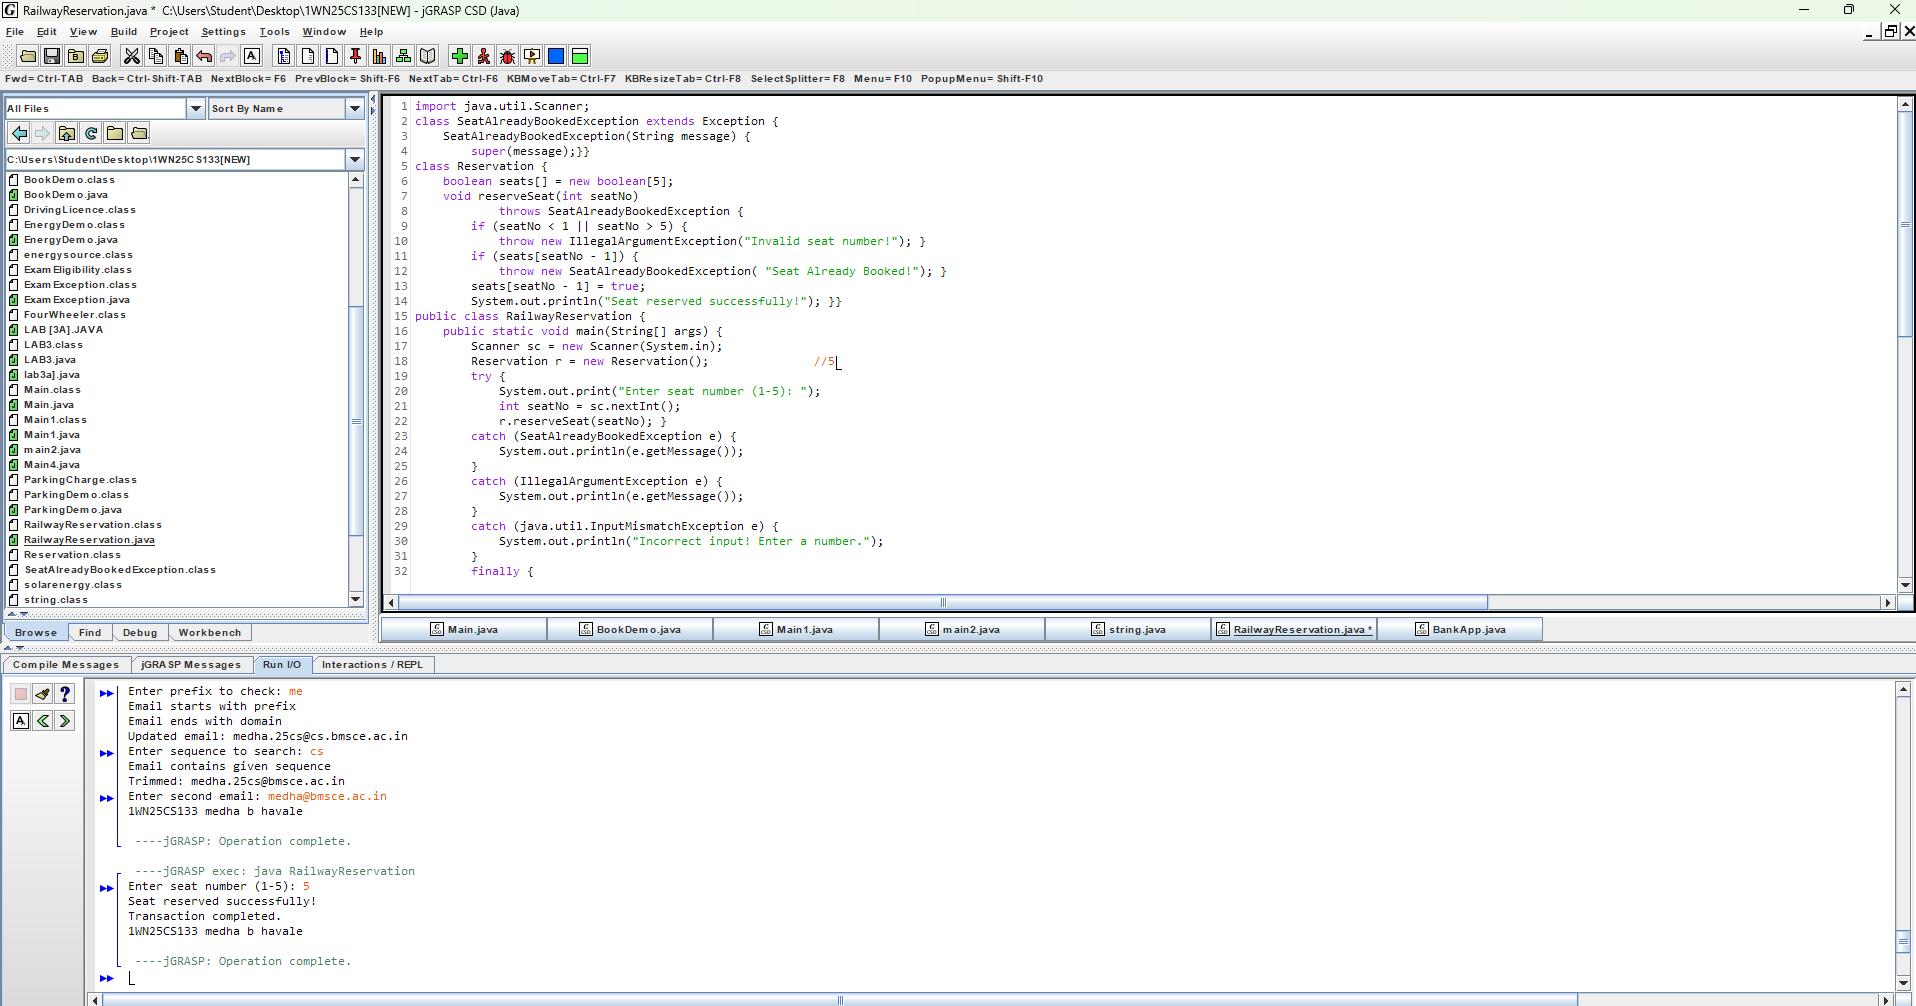 RailwayReservation.java * C:\Users\Student\Desktop\1WN25CS133[NEW] - jGRASP CSD (Java)
File Edit View Build Project Settings Tools Window Help
Fwd= Ctrl-TAB Back= Ctrl-Shift-TAB NextBlock= F6 PrevBlock= Shift-F6 NextTab= Ctrl-F6 KBMoveTab= Ctrl-F7 KBResizeTab= Ctrl-F8 SelectSplitter= F8 Menu= F10 PopupMenu= Shift-F10
All Files
Sort By Name
C:\Users\Student\Desktop\1WN25CS133[NEW]
BookDemo.class
BookDemo.java
DrivingLicence.class
EnergyDemo.class
EnergyDemo.java
energysource.class
ExamEligibility.class
ExamException.class
ExamException.java
FourWheeler.class
LAB [3A].JAVA
LAB3.class
LAB3.java
lab3a].java
Main.class
Main.java
Main1.class
Main1.java
main2.java
Main4.java
ParkingCharge.class
ParkingDemo.class
ParkingDemo.java
RailwayReservation.class
RailwayReservation.java
Reservation.class
SeatAlreadyBookedException.class
solarenergy.class
string.class
Browse Find Debug Workbench
1 import java.util.Scanner;
2 class SeatAlreadyBookedException extends Exception {
3 SeatAlreadyBookedException(String message) {
4 super(message);}}
5 class Reservation {
6 boolean seats[] = new boolean[5];
7 void reserveSeat(int seatNo)
8 throws SeatAlreadyBookedException {
9 if (seatNo < 1 || seatNo > 5) {
10 throw new IllegalArgumentException("Invalid seat number!"); }
11 if (seats[seatNo - 1]) {
12 throw new SeatAlreadyBookedException( "Seat Already Booked!"); }
13 seats[seatNo - 1] = true;
14 System.out.println("Seat reserved successfully!"); }}
15 public class RailwayReservation {
16 public static void main(String[] args) {
17 Scanner sc = new Scanner(System.in);
18 Reservation r = new Reservation(); //5
19 try {
20 System.out.print("Enter seat number (1-5): ");
21 int seatNo = sc.nextInt();
22 r.reserveSeat(seatNo); }
23 catch (SeatAlreadyBookedException e) {
24 System.out.println(e.getMessage());
25 }
26 catch (IllegalArgumentException e) {
27 System.out.println(e.getMessage());
28 }
29 catch (java.util.InputMismatchException e) {
30 System.out.println("Incorrect input! Enter a number.");
31 }
32 finally {
Main.java BookDemo.java Main1.java main2.java string.java RailwayReservation.java * BankApp.java
Compile Messages jGRASP Messages Run I/O Interactions / REPL
Enter prefix to check: me
Email starts with prefix
Email ends with domain
Updated email: medha.25cs@cs.bmsce.ac.in
Enter sequence to search: cs
Email contains given sequence
Trimmed: medha.25cs@bmsce.ac.in
Enter second email: medha@bmsce.ac.in
1WN25CS133 medha b havale
----jGRASP: Operation complete.
----jGRASP exec: java RailwayReservation
Enter seat number (1-5): 5
Seat reserved successfully!
Transaction completed.
1WN25CS133 medha b havale
----jGRASP: Operation complete.